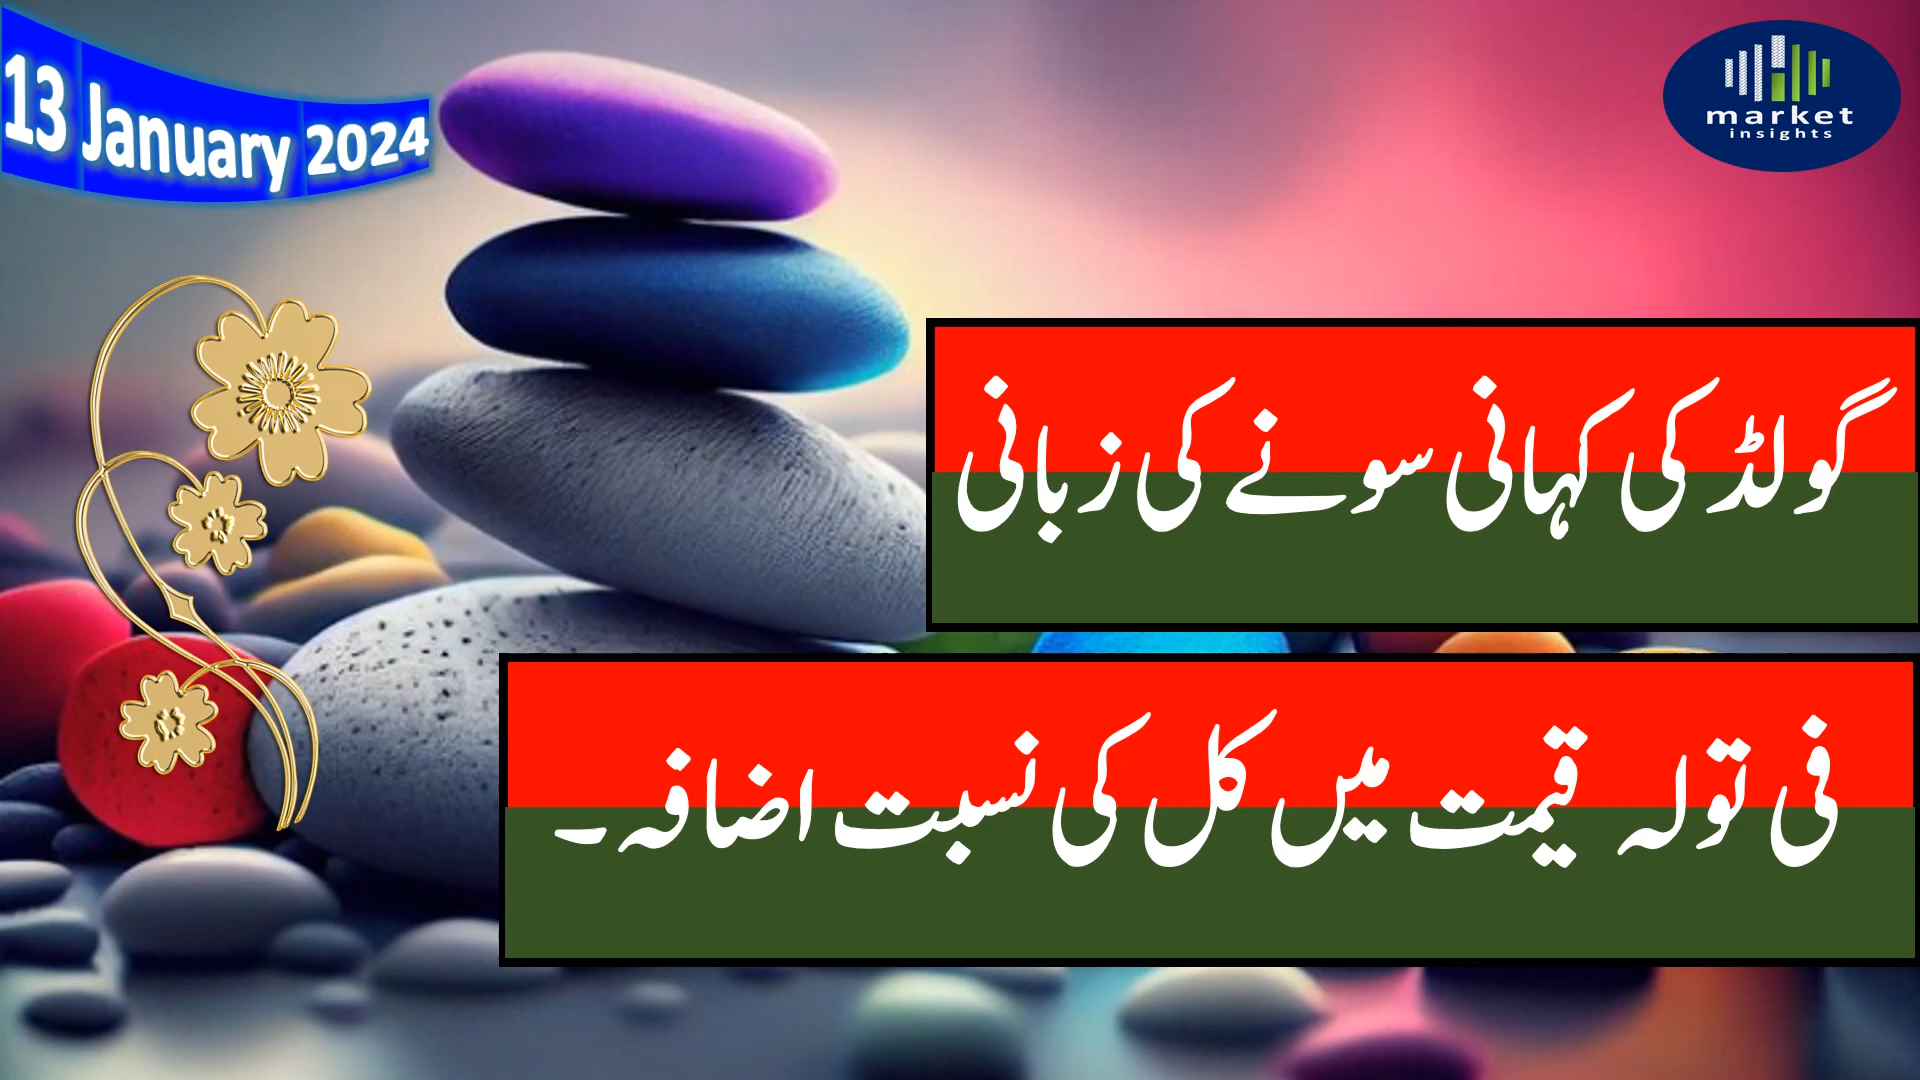 13 January 2024
market
insights
گولڈ کی کہانی سونے کی زبانی
فی تولہ قیمت میں کل کی نسبت اضافہ۔